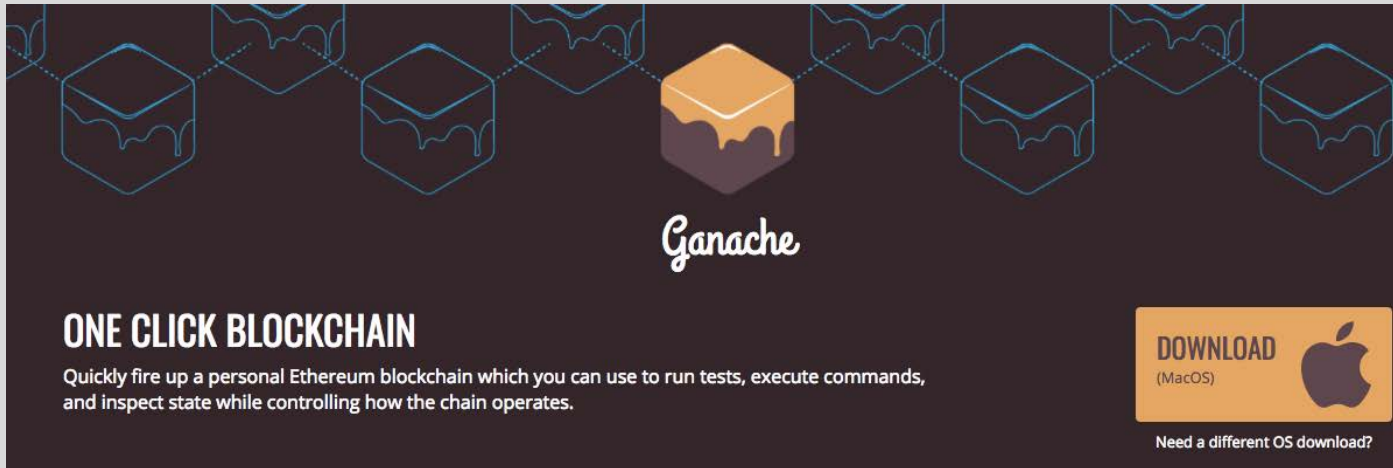 Ganache
ONE CLICK BLOCKCHAIN
Quickly fire up a personal Ethereum blockchain which you can use to run tests, execute commands,
and inspect state while controlling how the chain operates.
DOWNLOAD
(MacOS)
Need a different OS download?